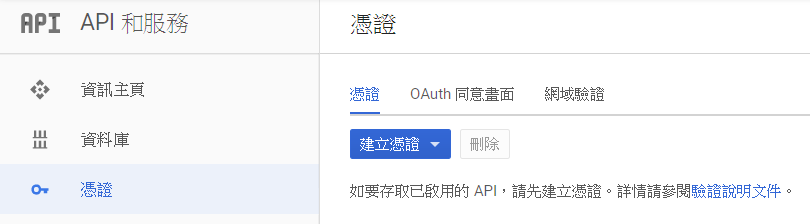 API API 和服務
資訊主頁
資料庫
憑證
憑證
憑證 OAuth 同意畫面 網域驗證
建立憑證 刪除
如要存取已啟用的 API，請先建立憑證。詳情請參閱驗證說明文件。